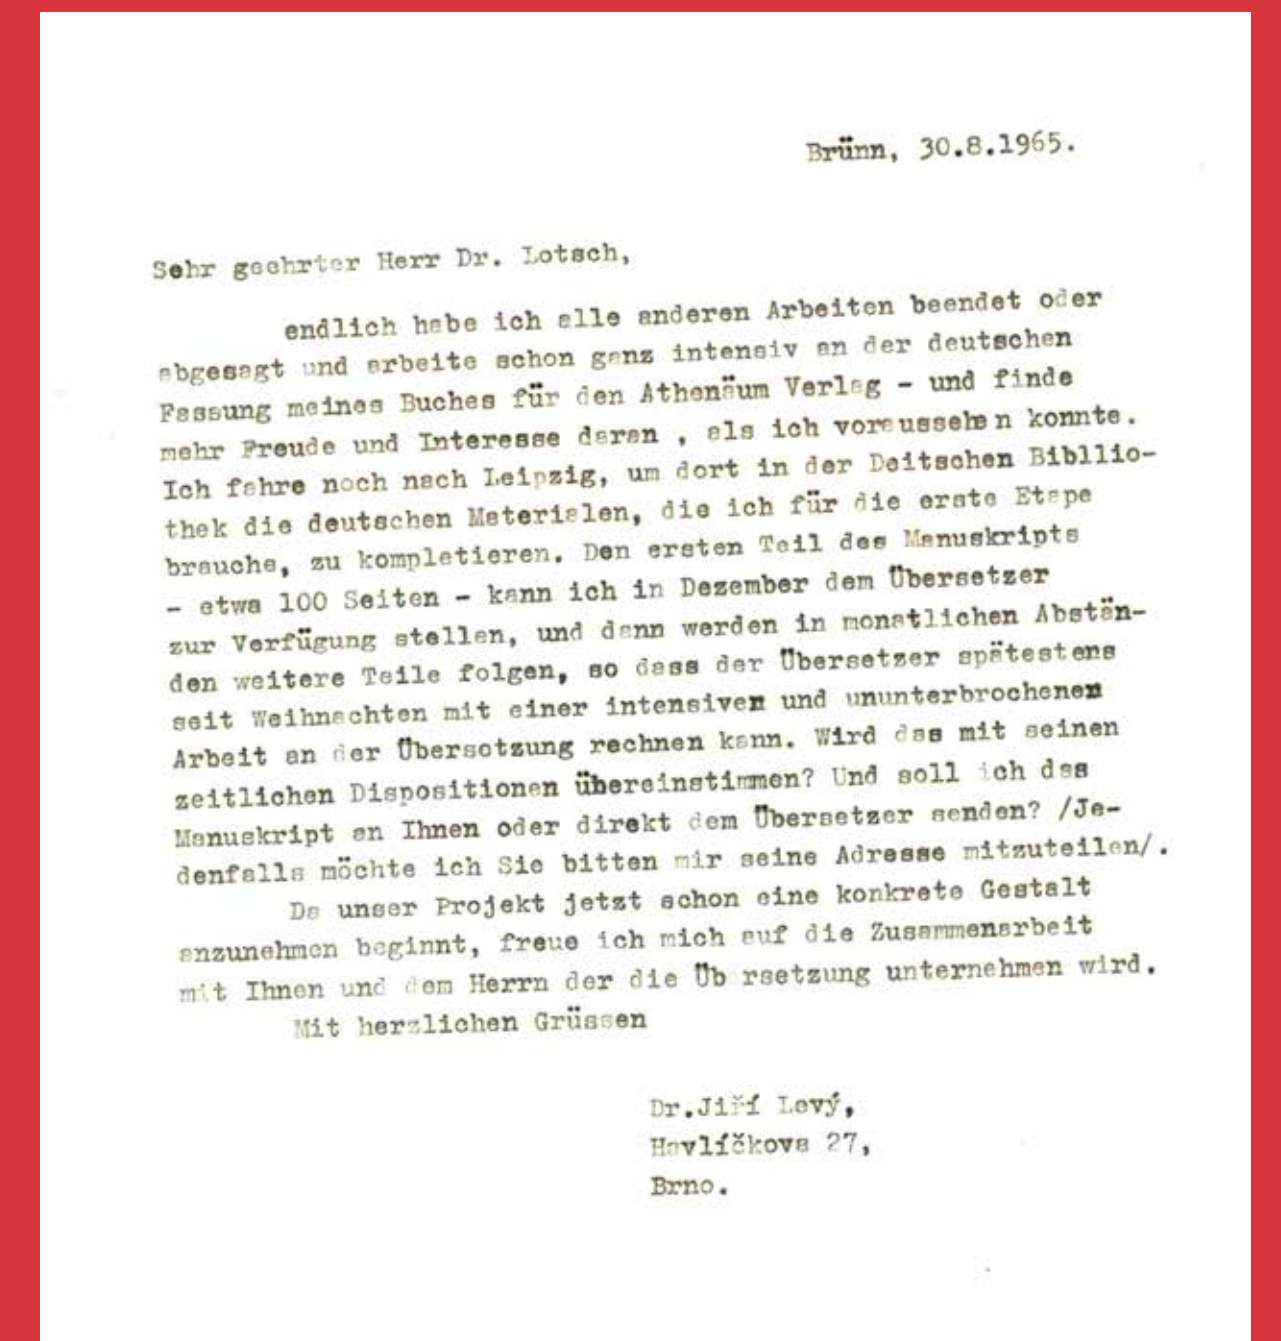 Brünn, 30.8.1965.
Sehr geehrter Herr Dr. Lotsch,
endlich habe ich alle anderen Arbeiten beendet oder
abgesagt und arbeite schon ganz intensiv an der deutschen
Fassung meines Buches für den Athenäum Verlag - und finde
mehr Freude und Interesse daran , als ich voraussehen konnte.
Ich fahre noch nach Leipzig, um dort in der Deitschen Bibllio-
thek die deutschen Materialen, die ich für die erste Etape
brauche, zu kompletieren. Den ersten Teil des Manuskripts
- etwa 100 Seiten - kann ich in Dezember dem Übersetzer
zur Verfügung stellen, und dann werden in monatlichen Abstän-
den weitere Teile folgen, so dass der Übersetzer spätestens
seit Weihnachten mit einer intensiven und ununterbrochenen
Arbeit an der Übersetzung rechnen kann. Wird das mit seinen
zeitlichen Dispositionen übereinstimmen? Und soll ich das
Manuskript an Ihnen oder direkt dem Übersetzer senden? /Je-
denfalls möchte ich Sie bitten mir seine Adresse mitzuteilen/.
Da unser Projekt jetzt schon eine konkrete Gestalt
anzunehmen beginnt, freue ich mich auf die Zusammenarbeit
mit Ihnen und dem Herrn der die Üb rsetzung unternehmen wird.
Mit herzlichen Grüssen
Dr.Jiří Levý,
Havlíčkova 27,
Brno.